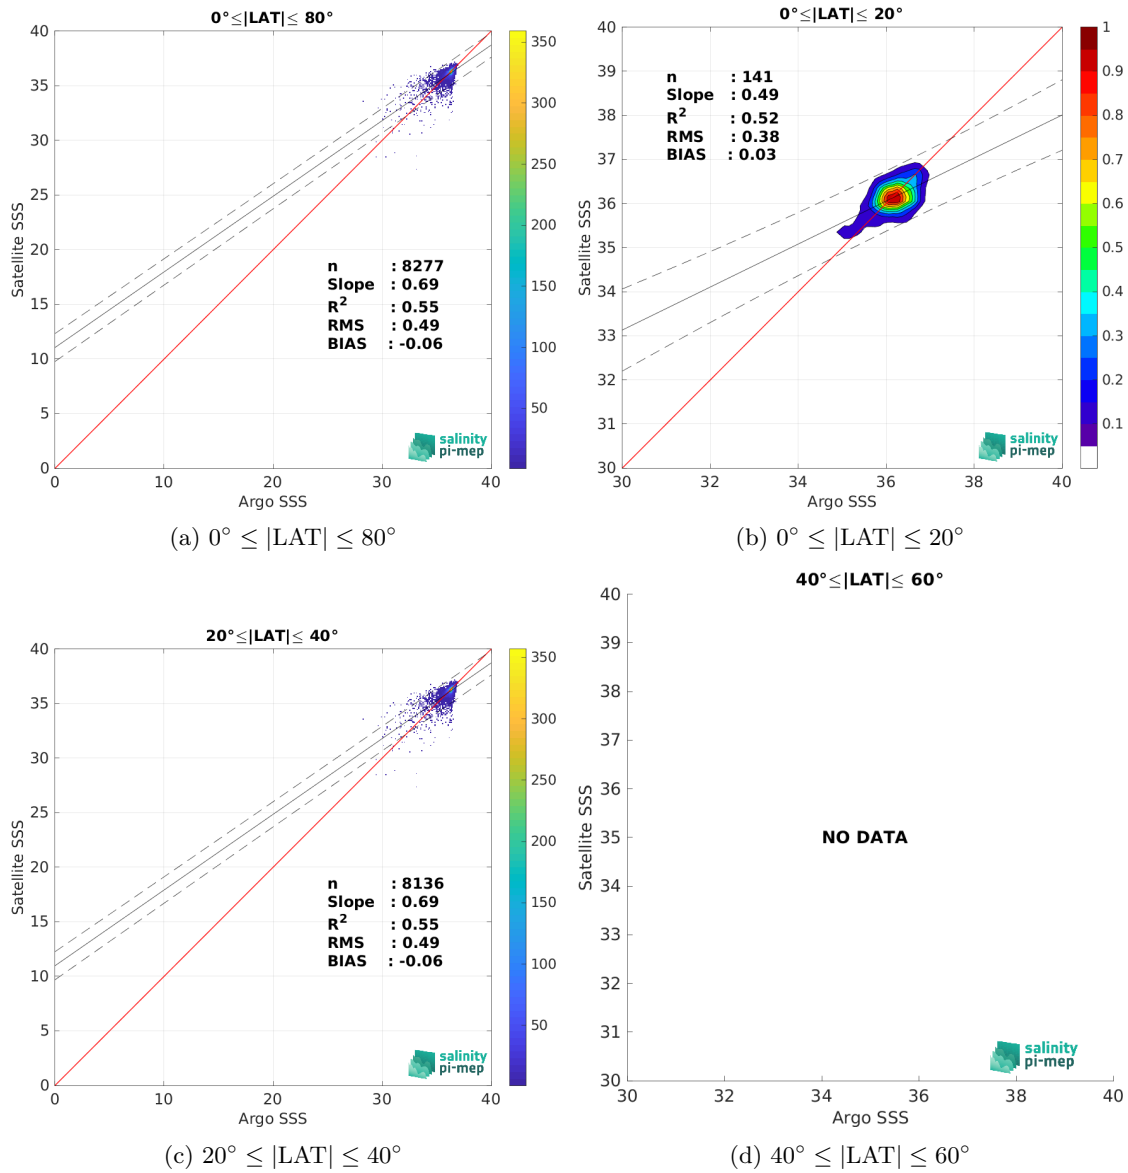 0°≤|LAT|≤ 80°
40
35
30
25
20
15
10
5
0
Satellite SSS
n : 8277
Slope : 0.69
R² : 0.55
RMS : 0.49
BIAS : -0.06
salinity
pi-mep
0 10 20 30 40
Argo SSS
350
300
250
200
150
100
50
(a) 0° ≤ |LAT| ≤ 80°
0°≤|LAT|≤ 20°
40
39
38
37
36
35
34
33
32
31
30
Satellite SSS
n : 141
Slope : 0.49
R² : 0.52
RMS : 0.38
BIAS : 0.03
salinity
pi-mep
30 32 34 36 38 40
Argo SSS
1
0.9
0.8
0.7
0.6
0.5
0.4
0.3
0.2
0.1
(b) 0° ≤ |LAT| ≤ 20°
20°≤|LAT|≤ 40°
40
35
30
25
20
15
10
5
0
Satellite SSS
n : 8136
Slope : 0.69
R² : 0.55
RMS : 0.49
BIAS : -0.06
salinity
pi-mep
0 10 20 30 40
Argo SSS
350
300
250
200
150
100
50
(c) 20° ≤ |LAT| ≤ 40°
40°≤|LAT|≤ 60°
40
39
38
37
36
35
34
33
32
31
30
Satellite SSS
NO DATA
salinity
pi-mep
30 32 34 36 38 40
Argo SSS
(d) 40° ≤ |LAT| ≤ 60°